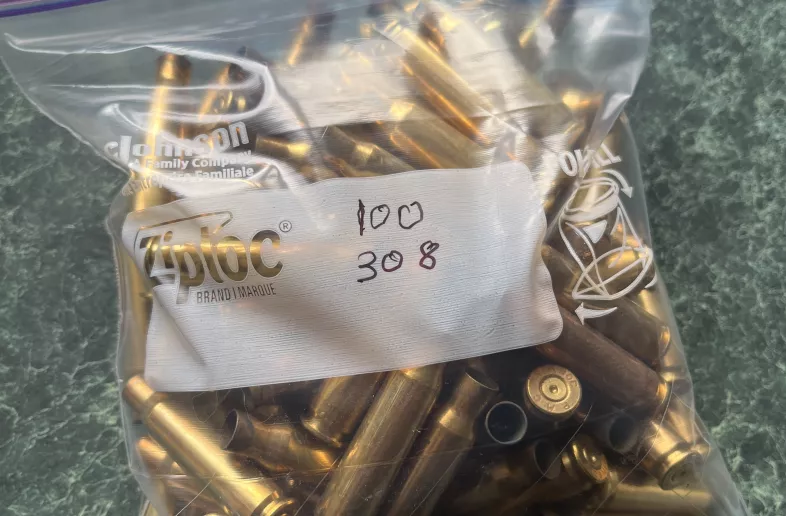 Johnson
A Family Company
Ziploc®
BRAND | MARQUE
100
308